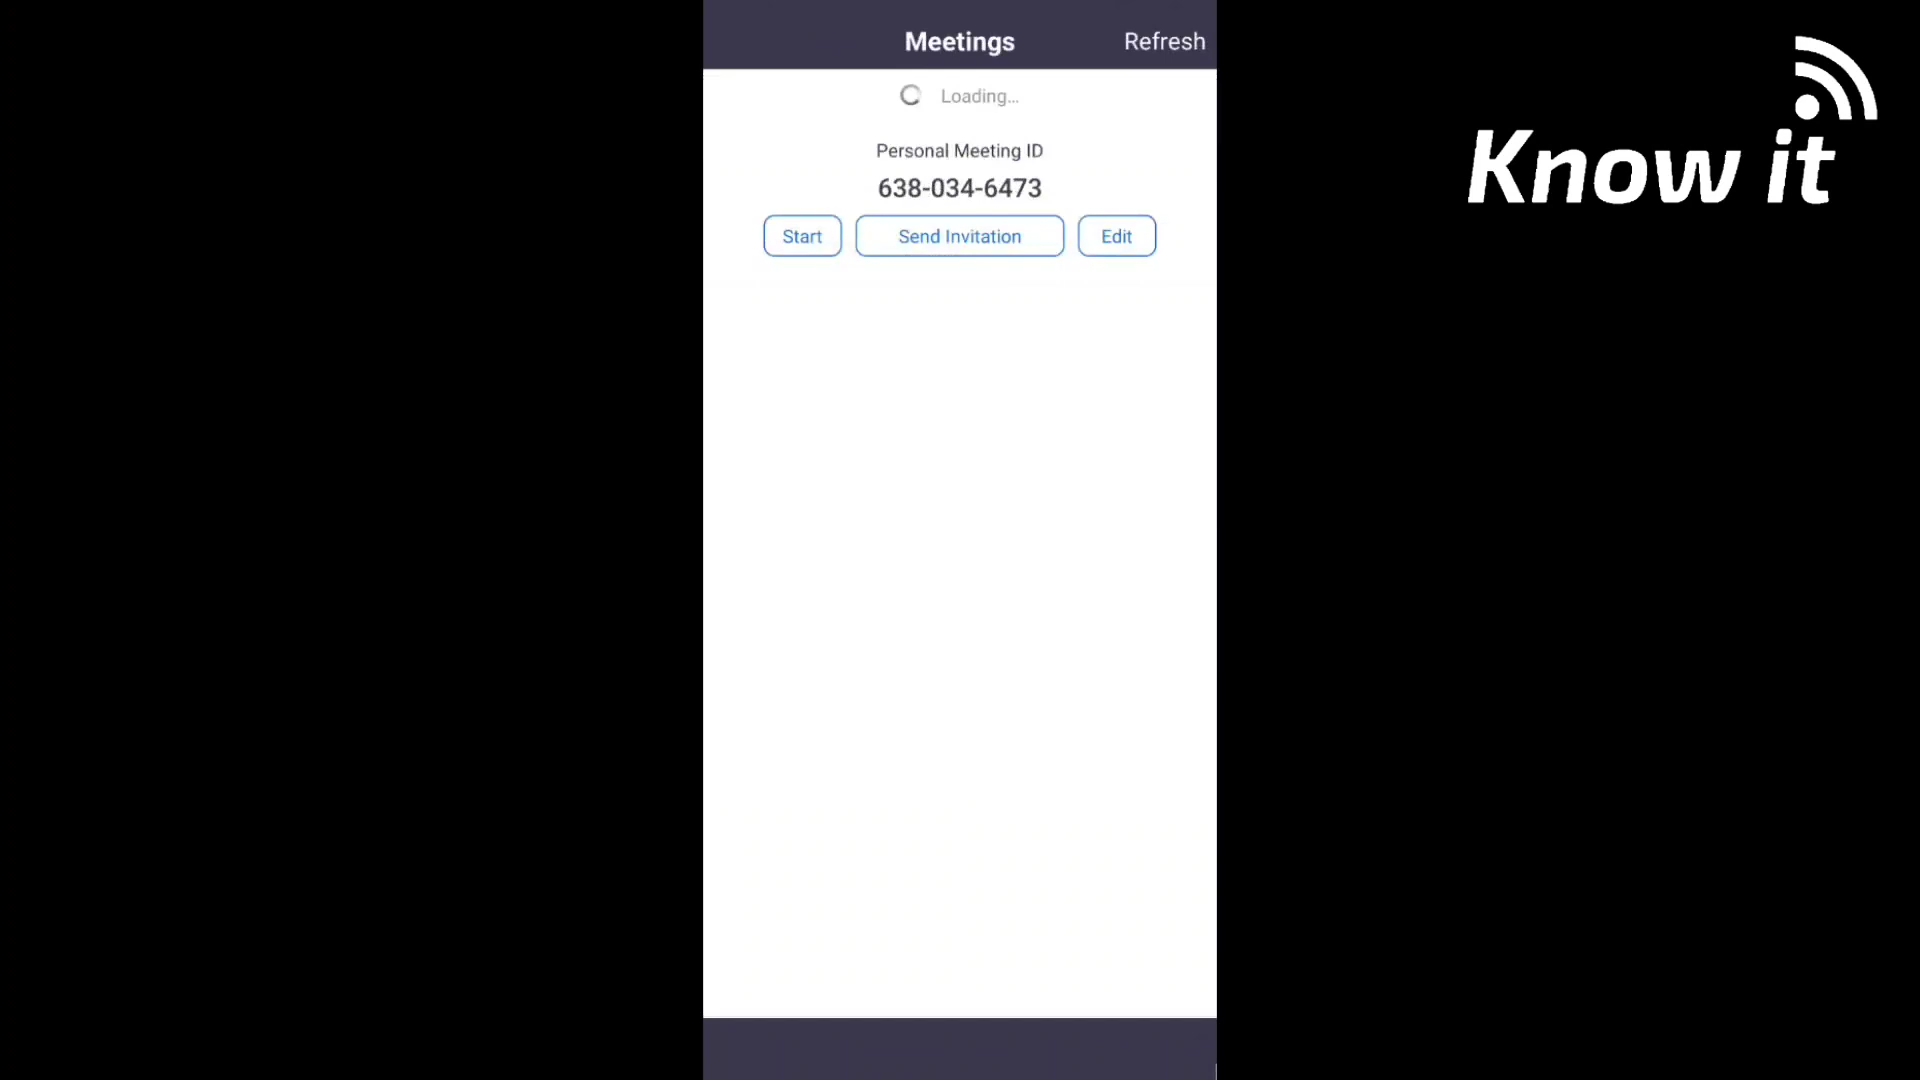 Meetings
Refresh
Loading...
Personal Meeting ID
638-034-6473
Start
Send Invitation
Edit
Know it